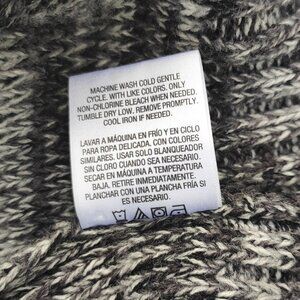 MACHINE WASH COLD GENTLE
CYCLE. WITH LIKE COLORS. ONLY
NON-CHLORINE BLEACH WHEN NEEDED.
TUMBLE DRY LOW. REMOVE PROMPTLY.
COOL IRON IF NEEDED.
LAVAR A MÁQUINA EN FRÍO Y EN CICLO
PARA ROPA DELICADA. CON COLORES
SIMILARES. USAR SOLO BLANQUEADOR
SIN CLORO CUANDO SEA NECESARIO.
SECAR EN MÁQUINA A TEMPERATURA
BAJA. RETIRE INMEDIATAMENTE.
PLANCHAR CON UNA PLANCHA FRÍA SI
ES NECESARIO.